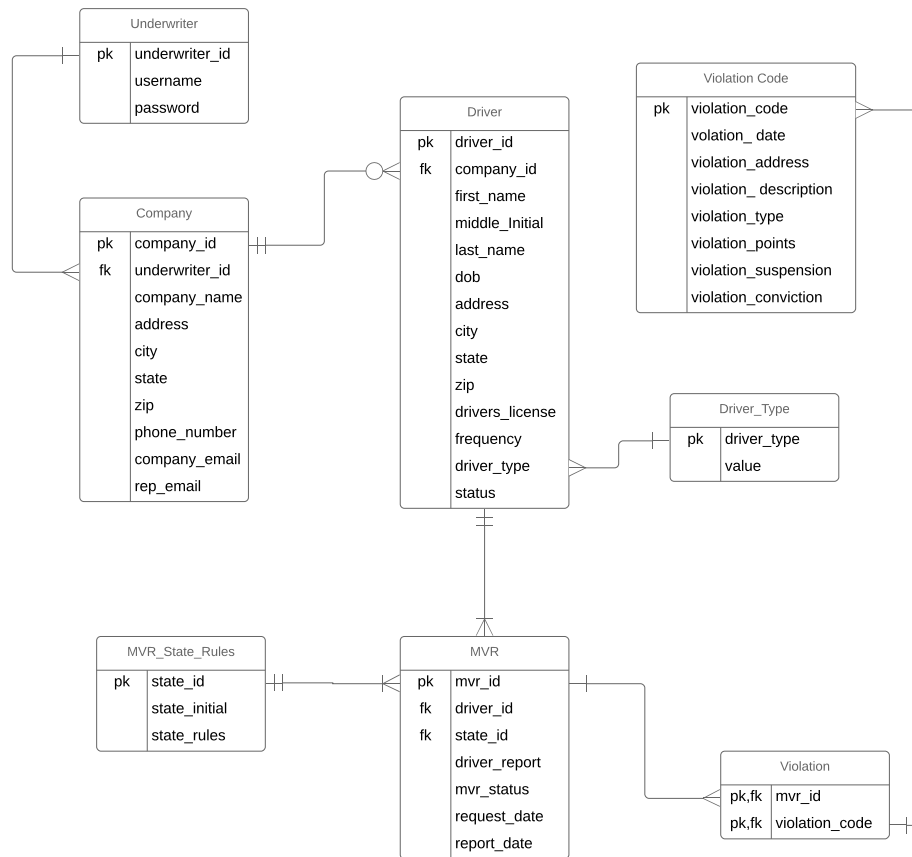 Underwriter
pk underwriter_id
username
password
Company
pk company_id
fk underwriter_id
company_name
address
city
state
zip
phone_number
company_email
rep_email
Driver
pk driver_id
fk company_id
first_name
middle_Initial
last_name
dob
address
city
state
zip
drivers_license
frequency
driver_type
status
Violation Code
pk violation_code
volation_ date
violation_address
violation_ description
violation_type
violation_points
violation_suspension
violation_conviction
Driver_Type
pk driver_type
value
MVR_State_Rules
pk state_id
state_initial
state_rules
MVR
pk mvr_id
fk driver_id
fk state_id
driver_report
mvr_status
request_date
report_date
Violation
pk,fk mvr_id
pk,fk violation_code